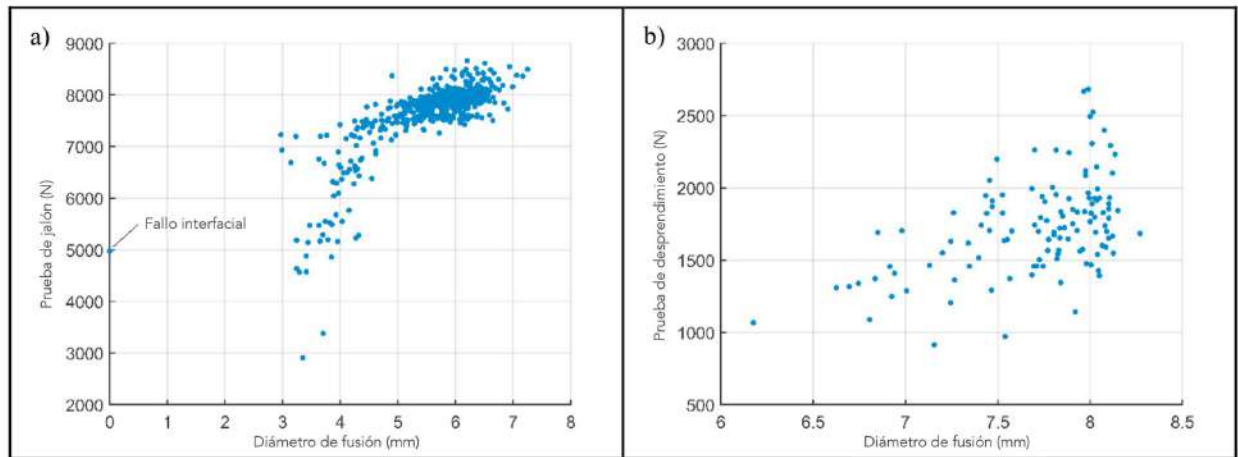 a)
Prueba de jalón (N)
9000
8000
7000
6000
5000
4000
3000
2000
Fallo interfacial
0 1 2 3 4 5 6 7 8
Diámetro de fusión (mm)
b)
Prueba de desprendimiento (N)
3000
2500
2000
1500
1000
500
6 6.5 7 7.5 8 8.5
Diámetro de fusión (mm)